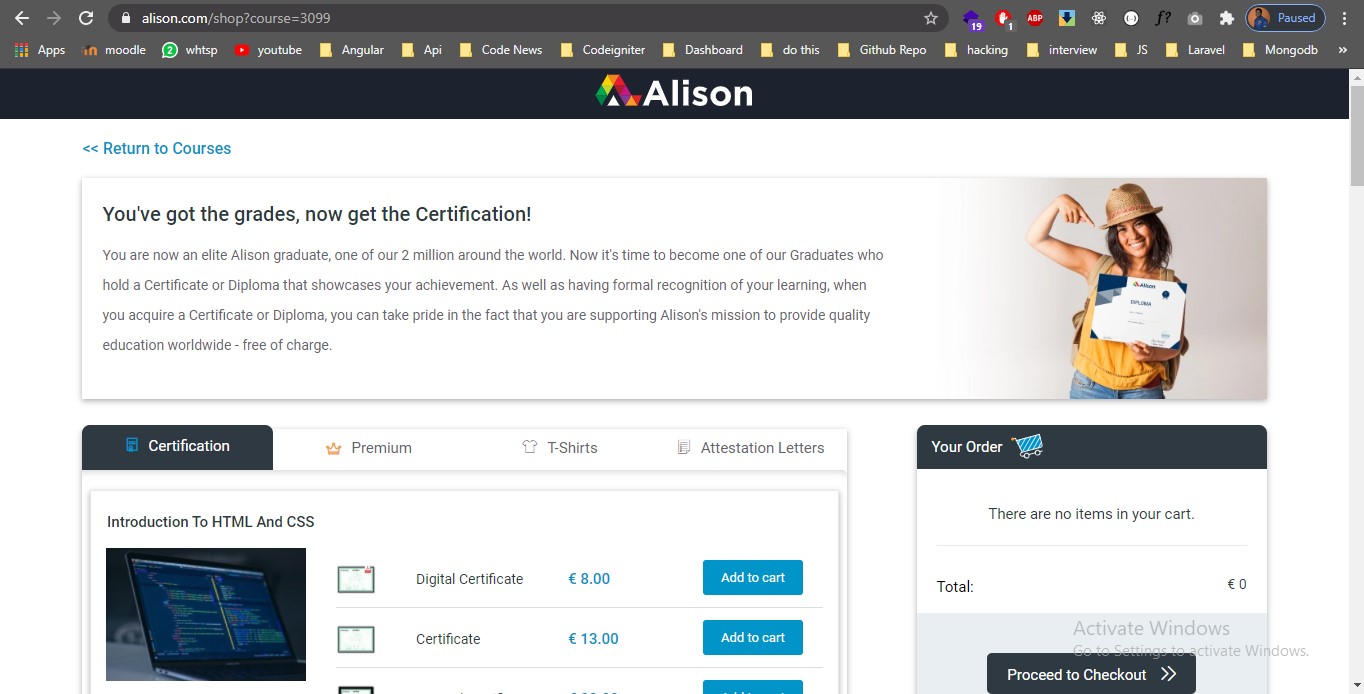 alison.com/shop?course=3099
19
1
ABP
f?
Paused
Apps
moodle
2
whtsp
youtube
Angular
Api
Code News
Codeigniter
Dashboard
do this
Github Repo
hacking
interview
JS
Laravel
Mongodb
»
Alison
<< Return to Courses
You've got the grades, now get the Certification!
You are now an elite Alison graduate, one of our 2 million around the world. Now it's time to become one of our Graduates who
hold a Certificate or Diploma that showcases your achievement. As well as having formal recognition of your learning, when
you acquire a Certificate or Diploma, you can take pride in the fact that you are supporting Alison's mission to provide quality
education worldwide - free of charge.
Alison
DIPLOMA
Certification
Premium
T-Shirts
Attestation Letters
Introduction To HTML And CSS
Digital Certificate
€ 8.00
Add to cart
Certificate
€ 13.00
Add to cart
Your Order
There are no items in your cart.
Total:
€ 0
Activate Windows
Go to Settings to activate Windows.
Proceed to Checkout